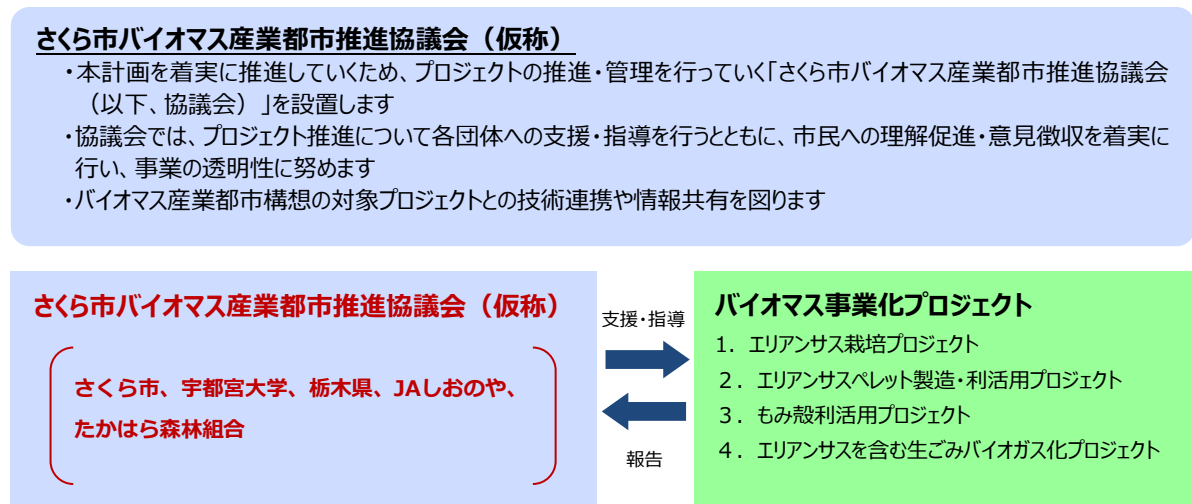 さくら市バイオマス産業都市推進協議会（仮称）
・本計画を着実に推進していくため、プロジェクトの推進・管理を行っていく「さくら市バイオマス産業都市推進協議会
（以下、協議会）」を設置します
・協議会では、プロジェクト推進について各団体への支援・指導を行うとともに、市民への理解促進・意見徴収を着実に
行い、事業の透明性に努めます
・バイオマス産業都市構想の対象プロジェクトとの技術連携や情報共有を図ります
さくら市バイオマス産業都市推進協議会（仮称）
さくら市、宇都宮大学、栃木県、JAしおのや、
たかはら森林組合
支援・指導
報告
バイオマス事業化プロジェクト
1．エリアンサス栽培プロジェクト
２．エリアンサスペレット製造・利活用プロジェクト
３．もみ殻利活用プロジェクト
４．エリアンサスを含む生ごみバイオガス化プロジェクト